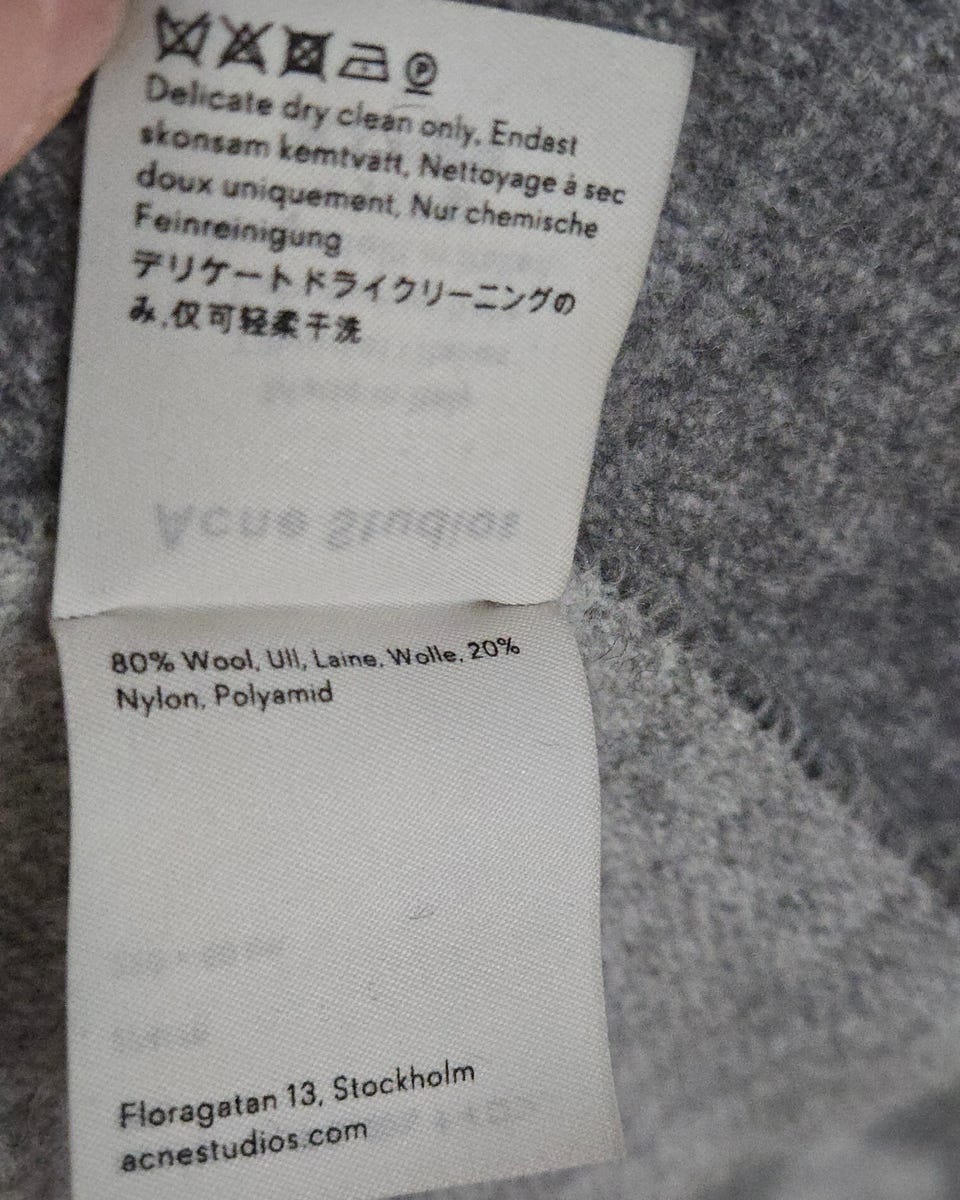 Delicate dry clean only, Endast
skonsam kemtvätt, Nettoyage à sec
doux uniquement, Nur chemische
Feinreinigung
デリケートドライクリーニングの
み,仅可轻柔干洗
Acne Studios
80% Wool, Ull, Laine, Wolle, 20%
Nylon, Polyamid
Floragatan 13, Stockholm
acnestudios.com